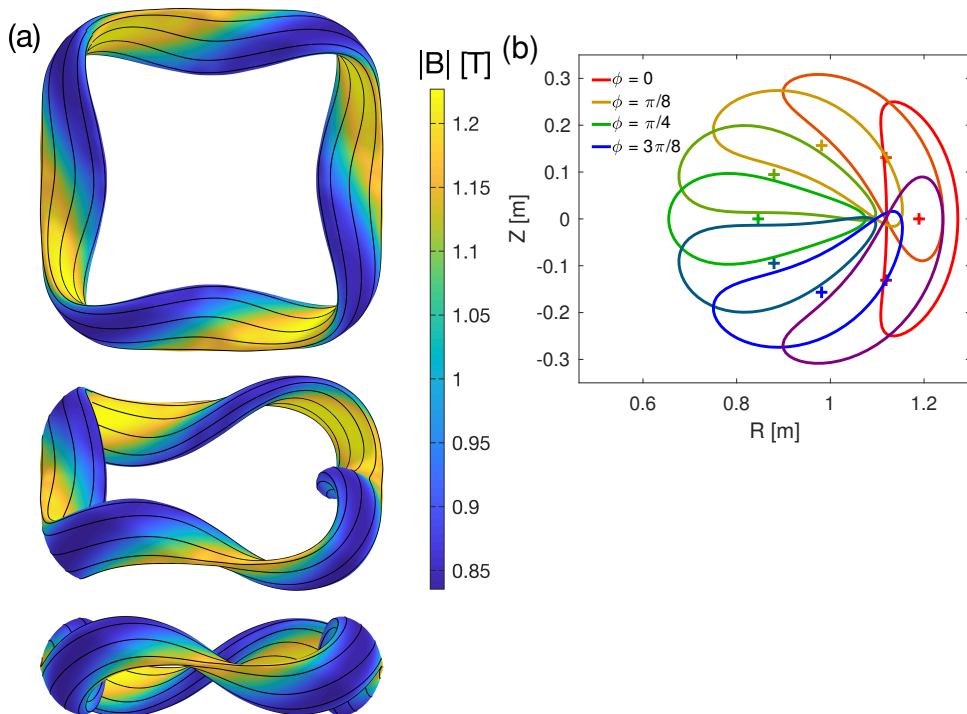 (a)
|B| [T]
1.2
1.15
1.1
1.05
1
0.95
0.9
0.85
(b)
ϕ = 0
ϕ = π/8
ϕ = π/4
ϕ = 3π/8
0.3
0.2
0.1
0
-0.1
-0.2
-0.3
Z [m]
0.6 0.8 1 1.2
R [m]